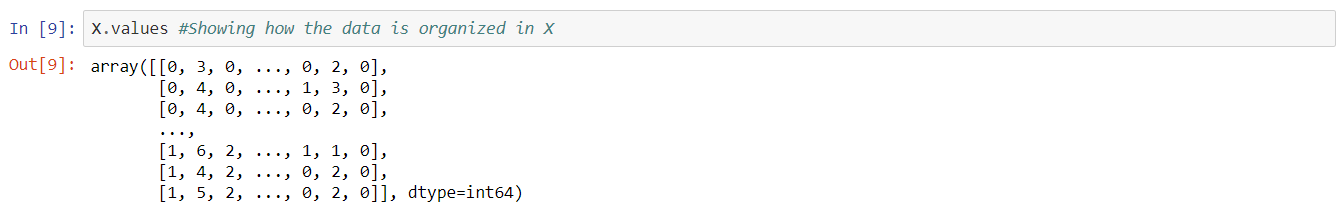 In [9]: X.values #Showing how the data is organized in X
Out[9]: array([[0, 3, 0, ..., 0, 2, 0],
[0, 4, 0, ..., 1, 3, 0],
[0, 4, 0, ..., 0, 2, 0],
...,
[1, 6, 2, ..., 1, 1, 0],
[1, 4, 2, ..., 0, 2, 0],
[1, 5, 2, ..., 0, 2, 0]], dtype=int64)